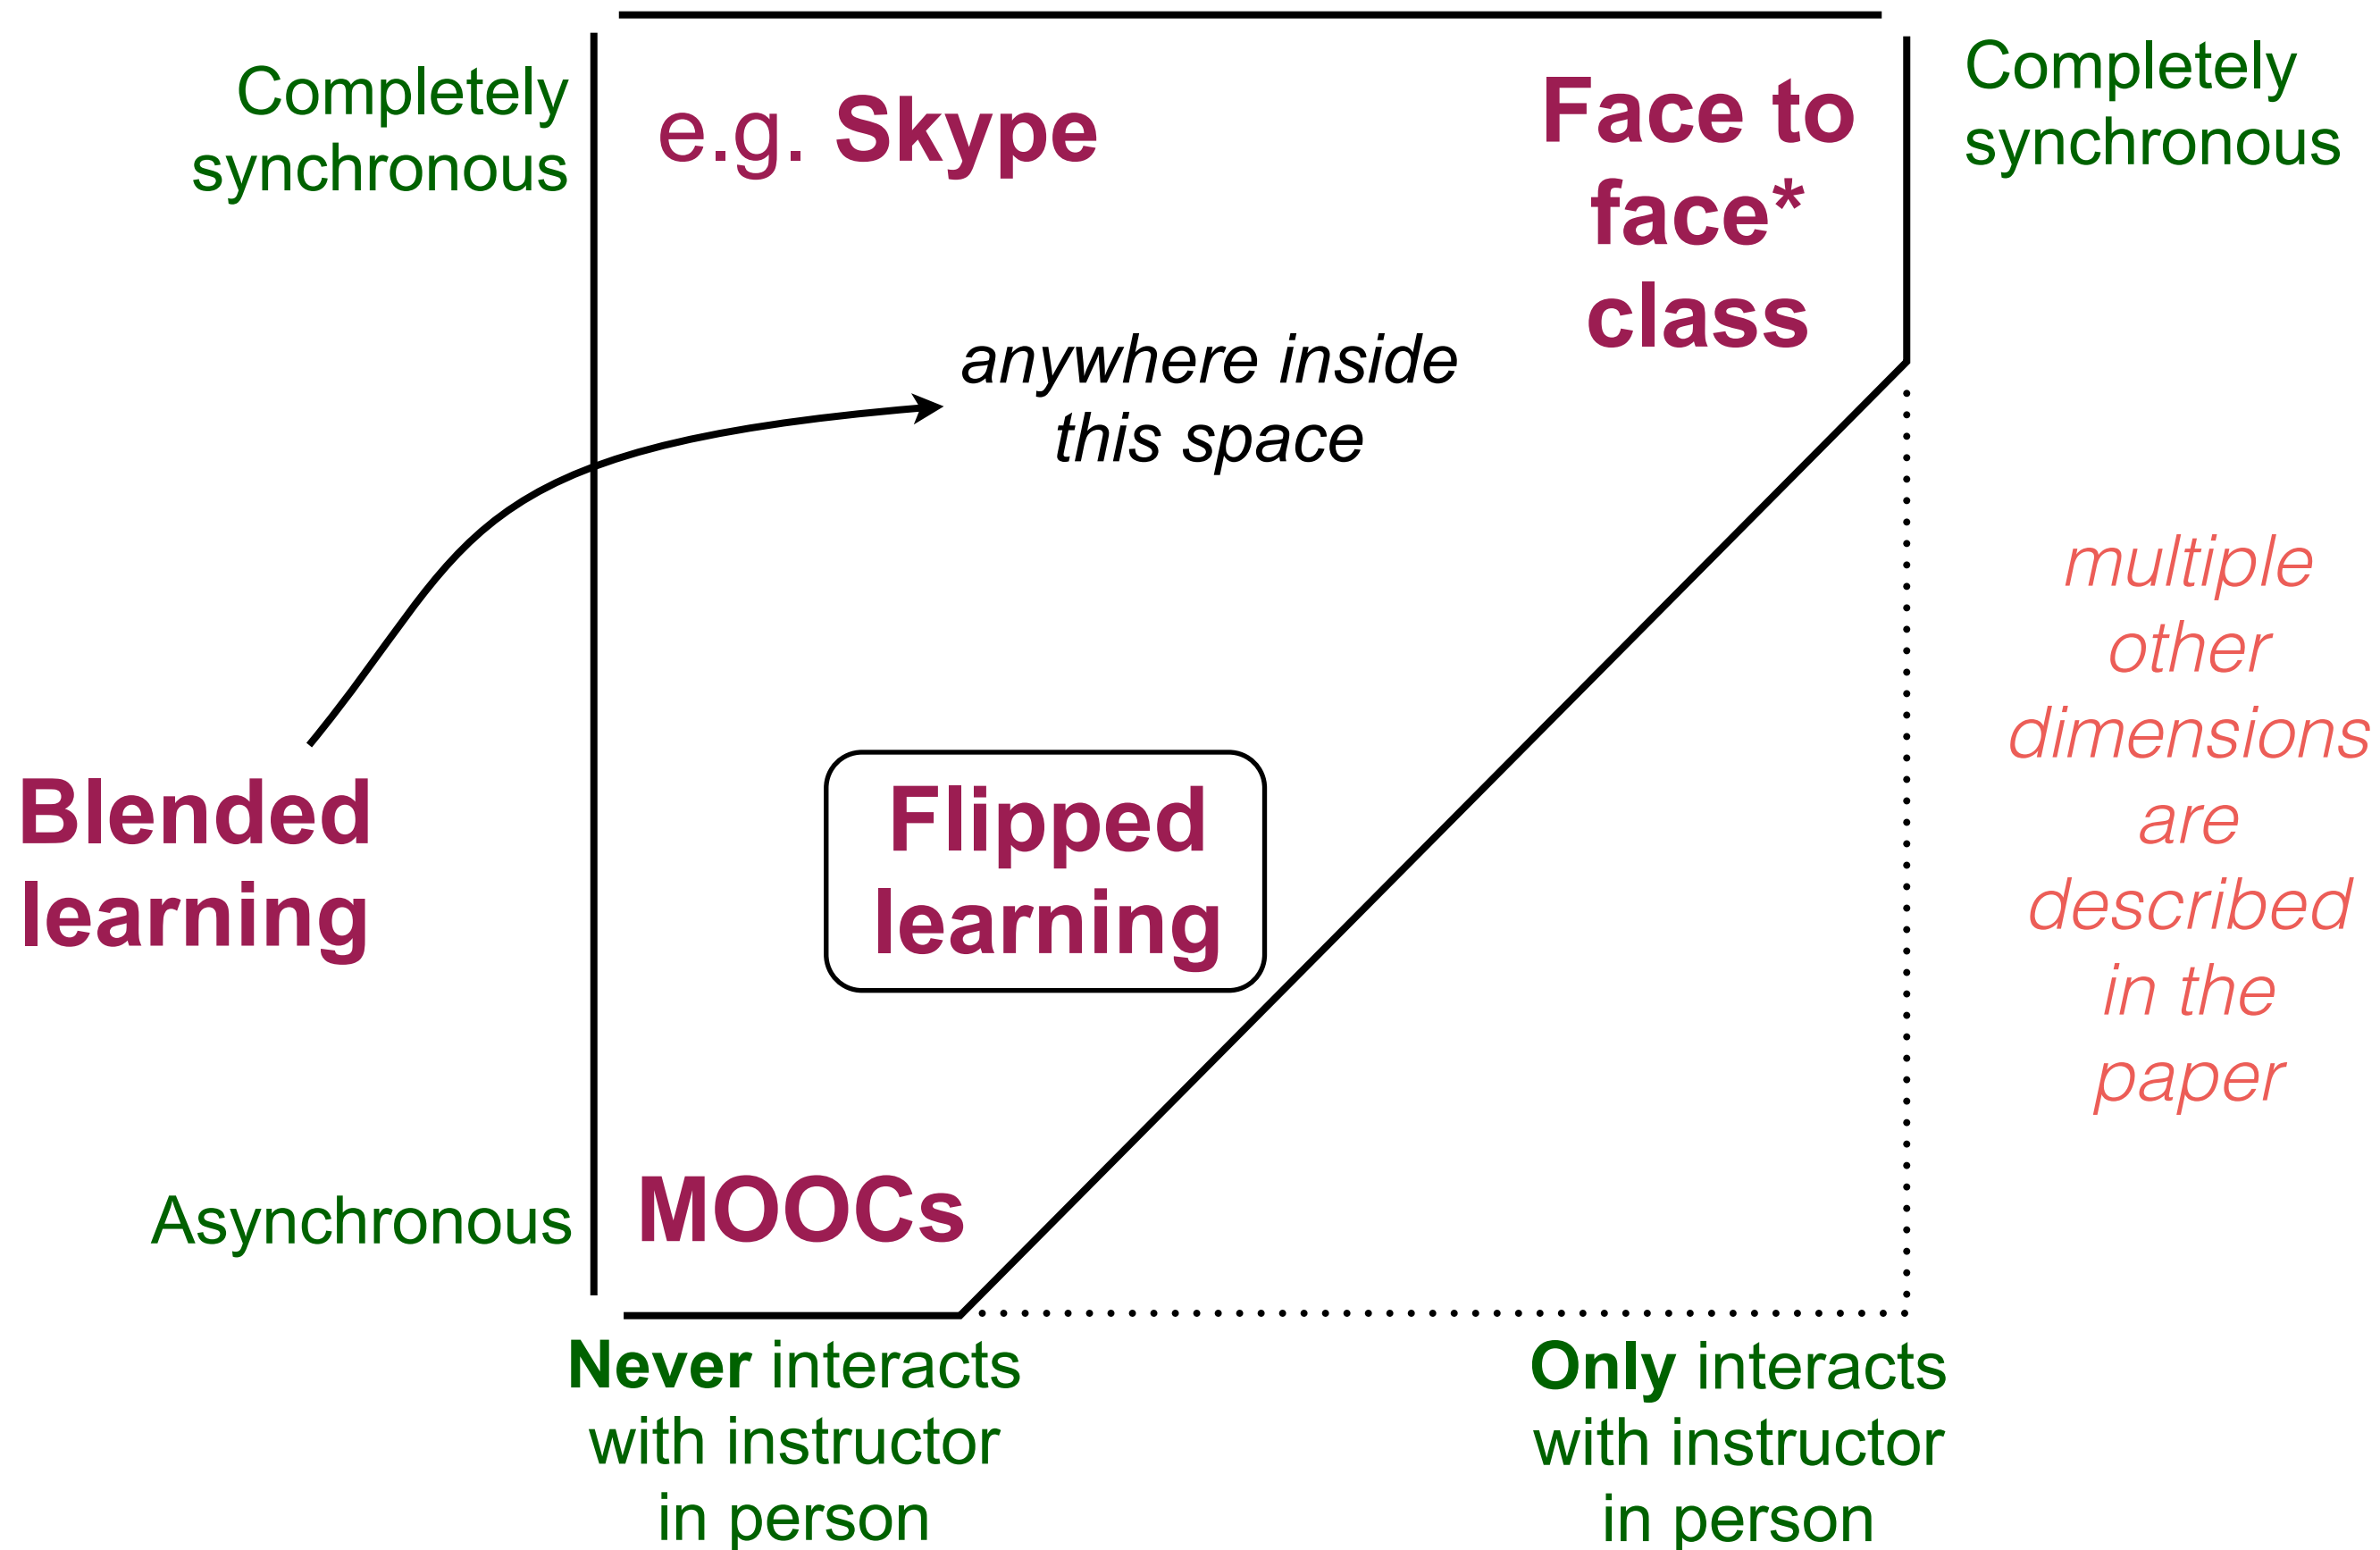 Completely
synchronous
e.g. Skype
Face to
face*
class
Completely
synchronous
anywhere inside
this space
multiple
other
dimensions
are
described
in the
paper
Blended
learning
Flipped
learning
MOOCs
Asynchronous
Never interacts
with instructor
in person
Only interacts
with instructor
in person